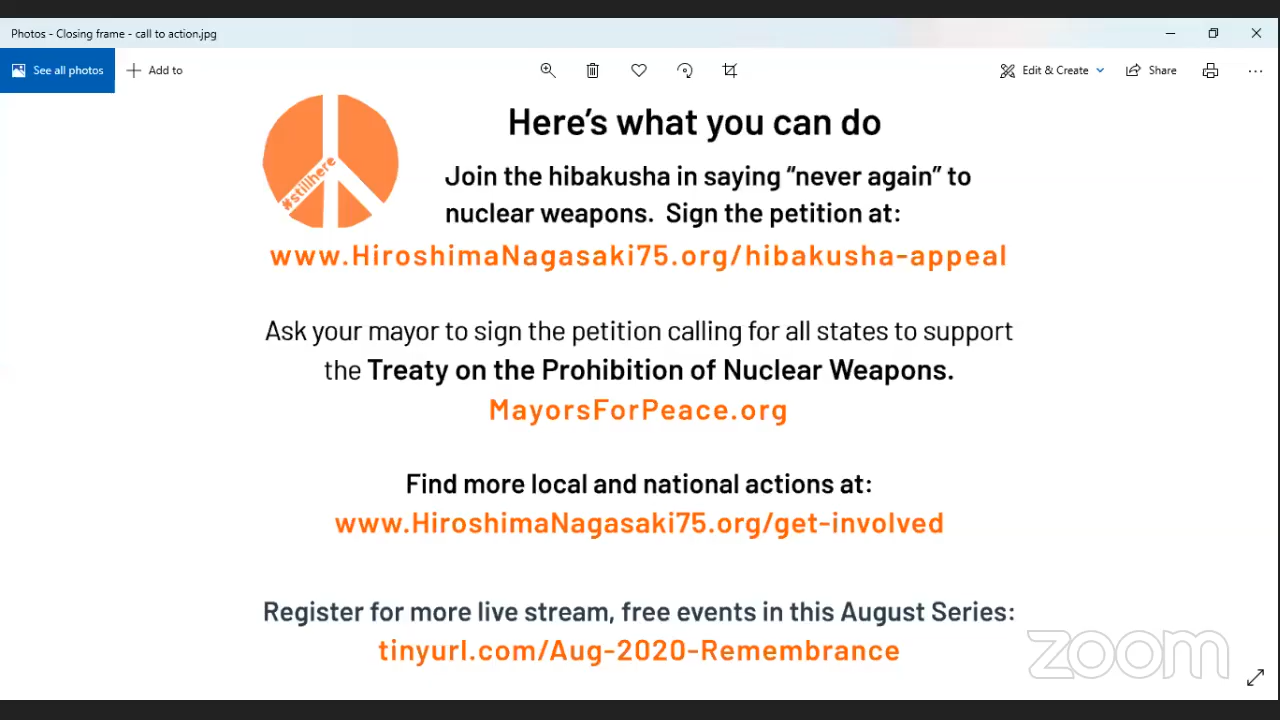 Photos - Closing frame - call to action.jpg
See all photos
Add to
Edit & Create
Share
#stillhere
Here's what you can do
Join the hibakusha in saying “never again” to
nuclear weapons. Sign the petition at:
www.HiroshimaNagasaki75.org/hibakusha-appeal
Ask your mayor to sign the petition calling for all states to support
the Treaty on the Prohibition of Nuclear Weapons.
MayorsForPeace.org
Find more local and national actions at:
www.HiroshimaNagasaki75.org/get-involved
Register for more live stream, free events in this August Series:
tinyurl.com/Aug-2020-Remembrance
zoom